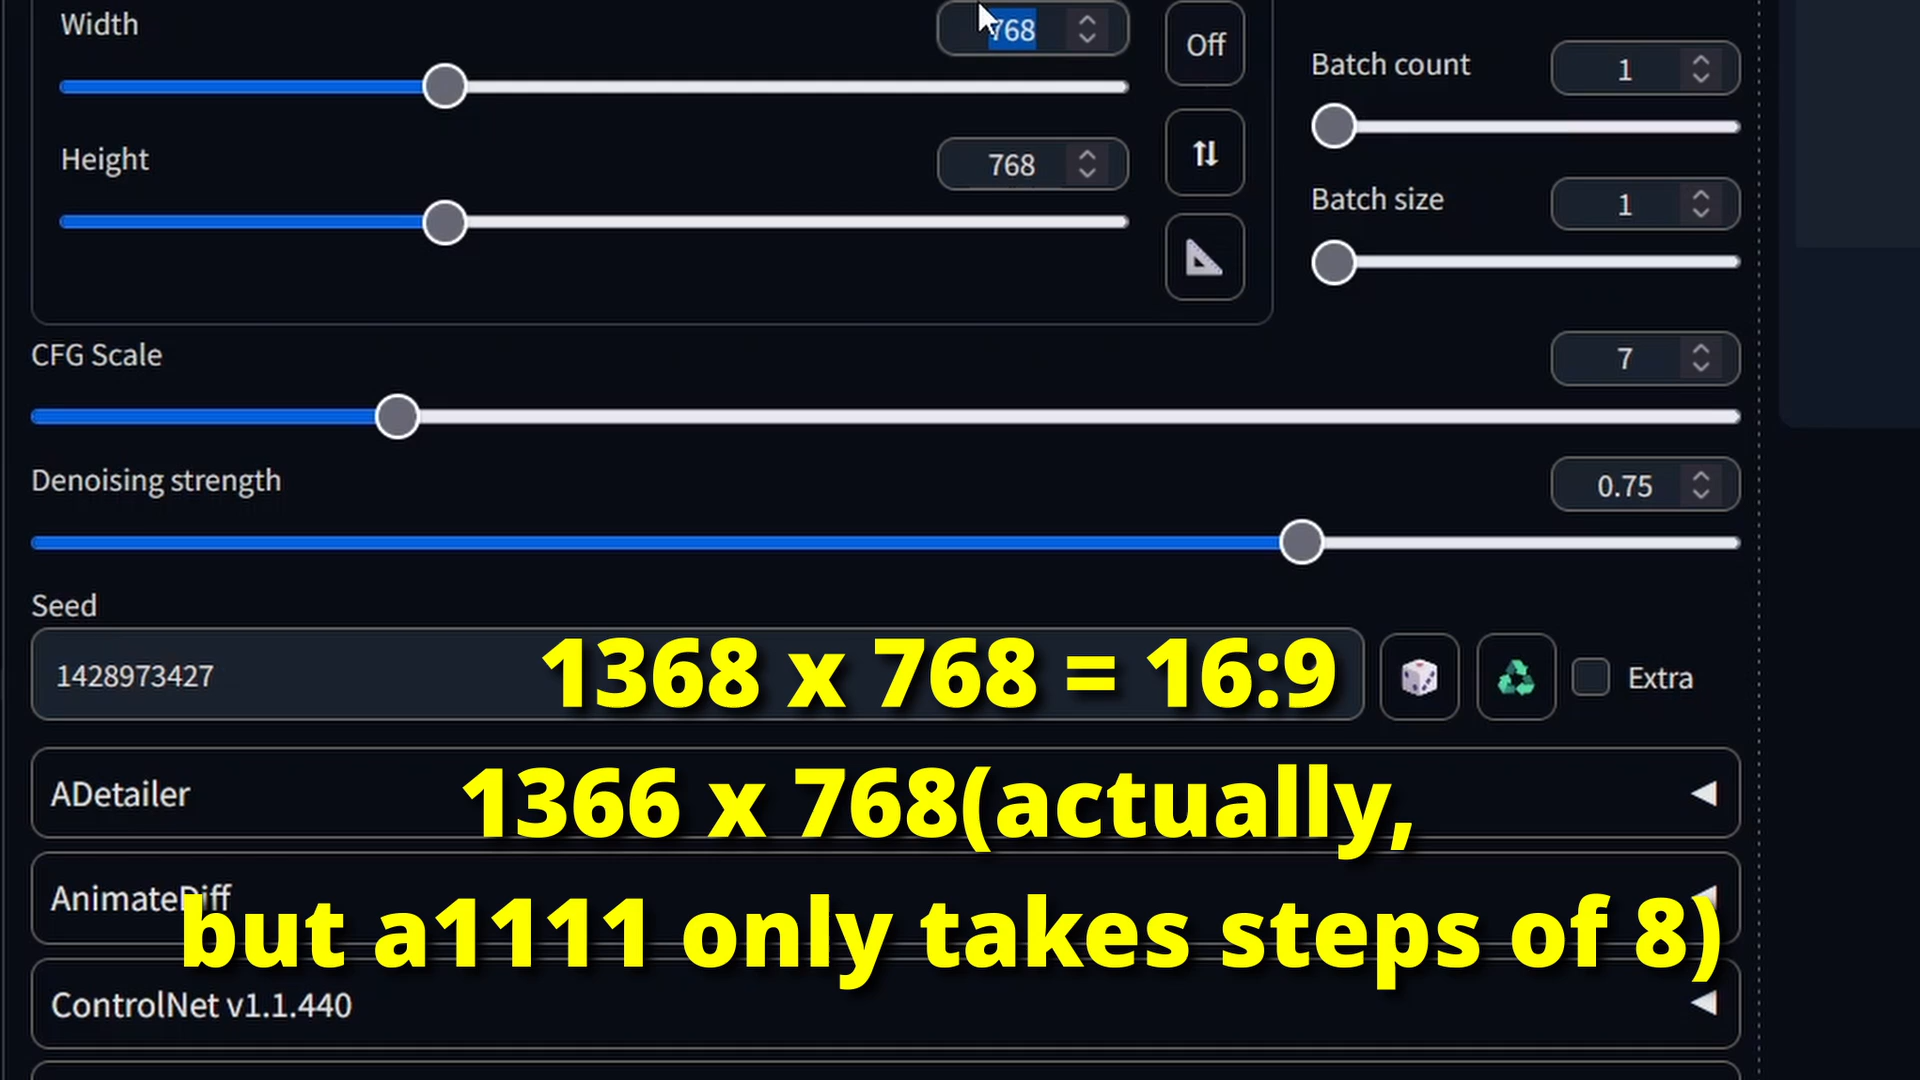 Width
768
Off
Batch count
1
Height
768
Batch size
1
CFG Scale
7
Denoising strength
0.75
Seed
1428973427
Extra
1368 x 768 = 16:9
ADetailer
1366 x 768(actually,
AnimateDiff
but a1111 only takes steps of 8)
ControlNet v1.1.440